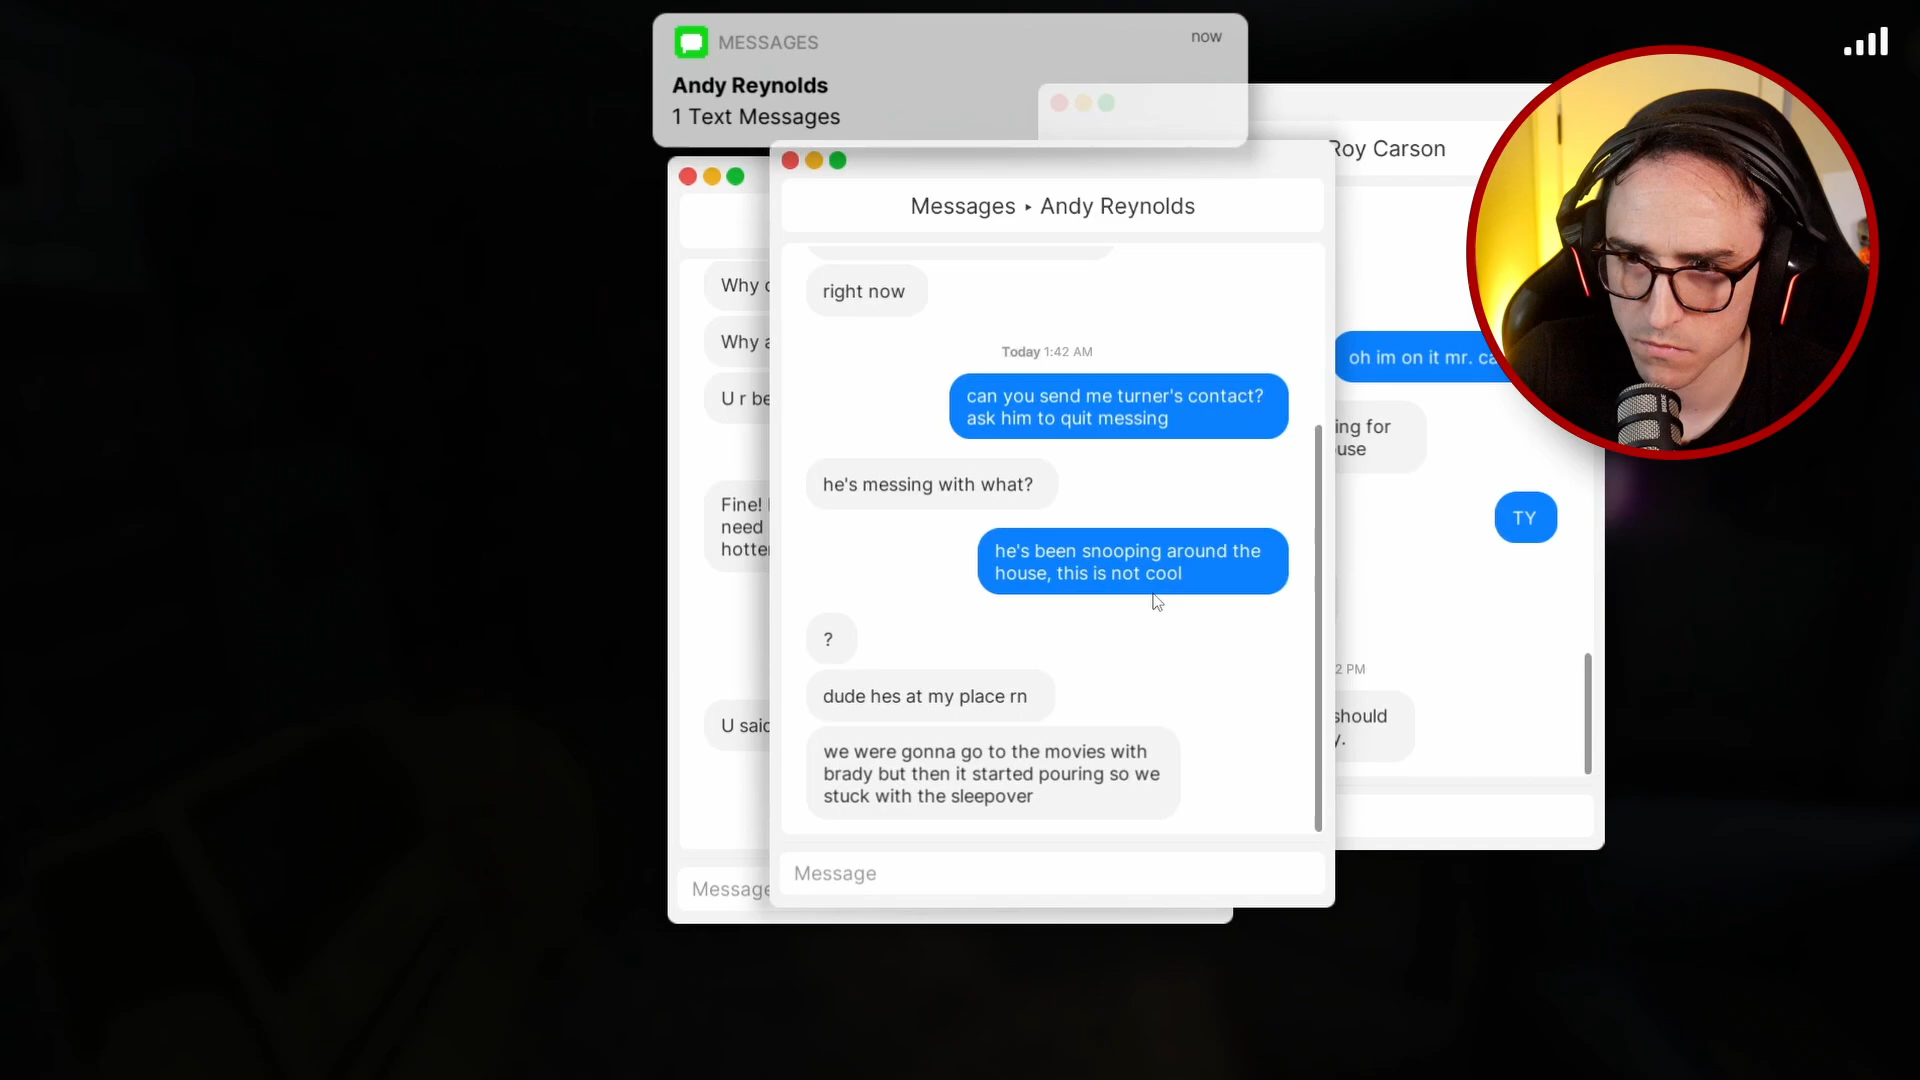 MESSAGES
now
Andy Reynolds
1 Text Messages
Roy Carson
Messages ▸ Andy Reynolds
right now
Today 1:42 AM
can you send me turner's contact?
ask him to quit messing
he's messing with what?
he's been snooping around the
house, this is not cool
?
dude hes at my place rn
we were gonna go to the movies with
brady but then it started pouring so we
stuck with the sleepover
Message
Why
Why
U r be
Fine!
need
hotte
U said
Message
oh im on it mr.
ing for
use
TY
2 PM
should
y.